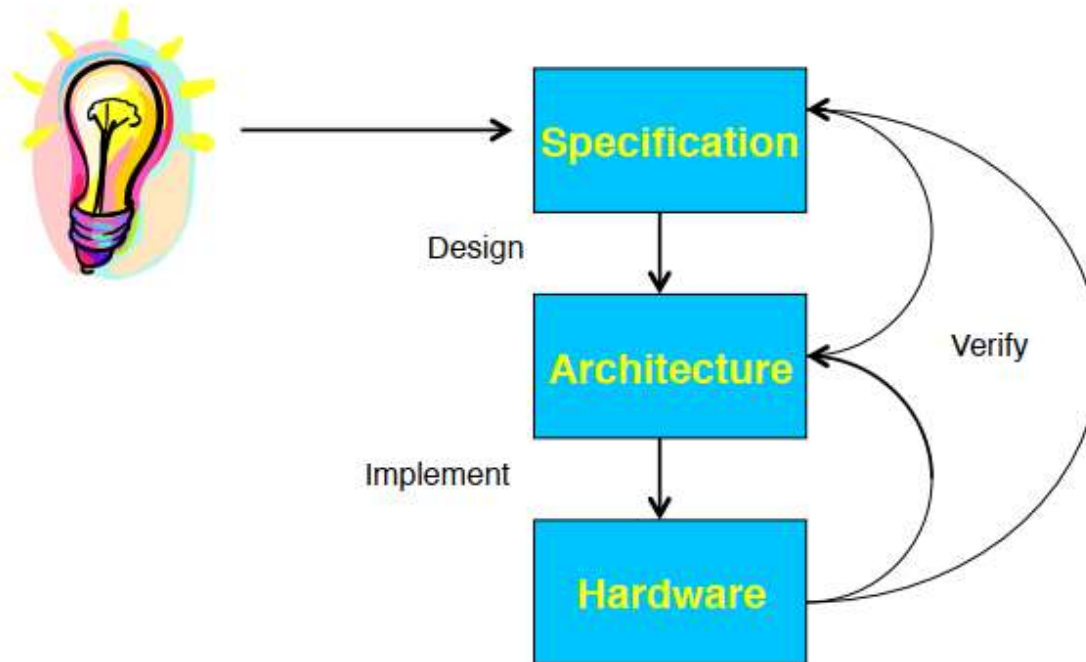 Specification
Design
Architecture
Verify
Implement
Hardware